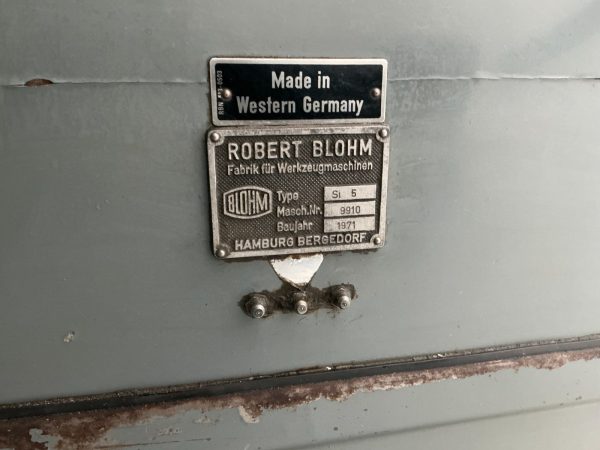 Made in
Western Germany
ROBERT BLOHM
Fabrik für Werkzeugmaschinen
BLOHM
Type Si 5
Masch.Nr. 9910
Baujahr 1971
HAMBURG BERGEDORF